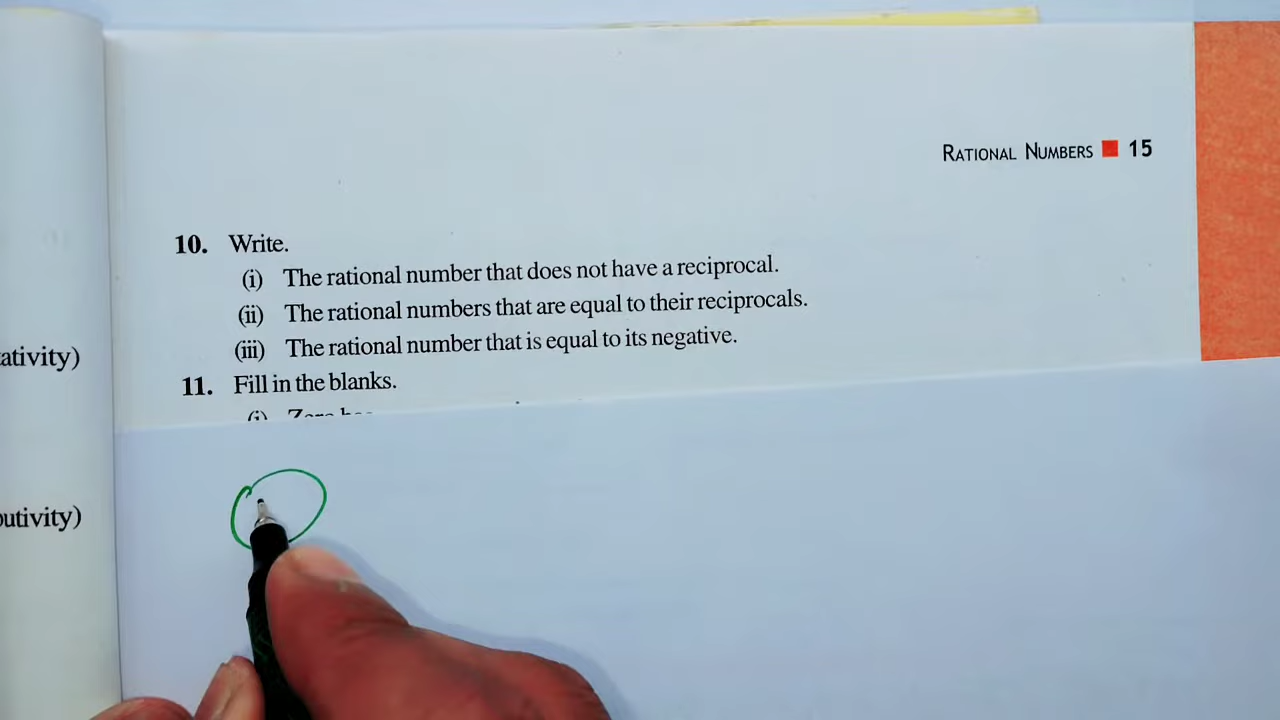 RATIONAL NUMBERS 15
10. Write.
(i) The rational number that does not have a reciprocal.
(ii) The rational numbers that are equal to their reciprocals.
(iii) The rational number that is equal to its negative.
ativity)
11. Fill in the blanks.
(i) Zero
utivity)